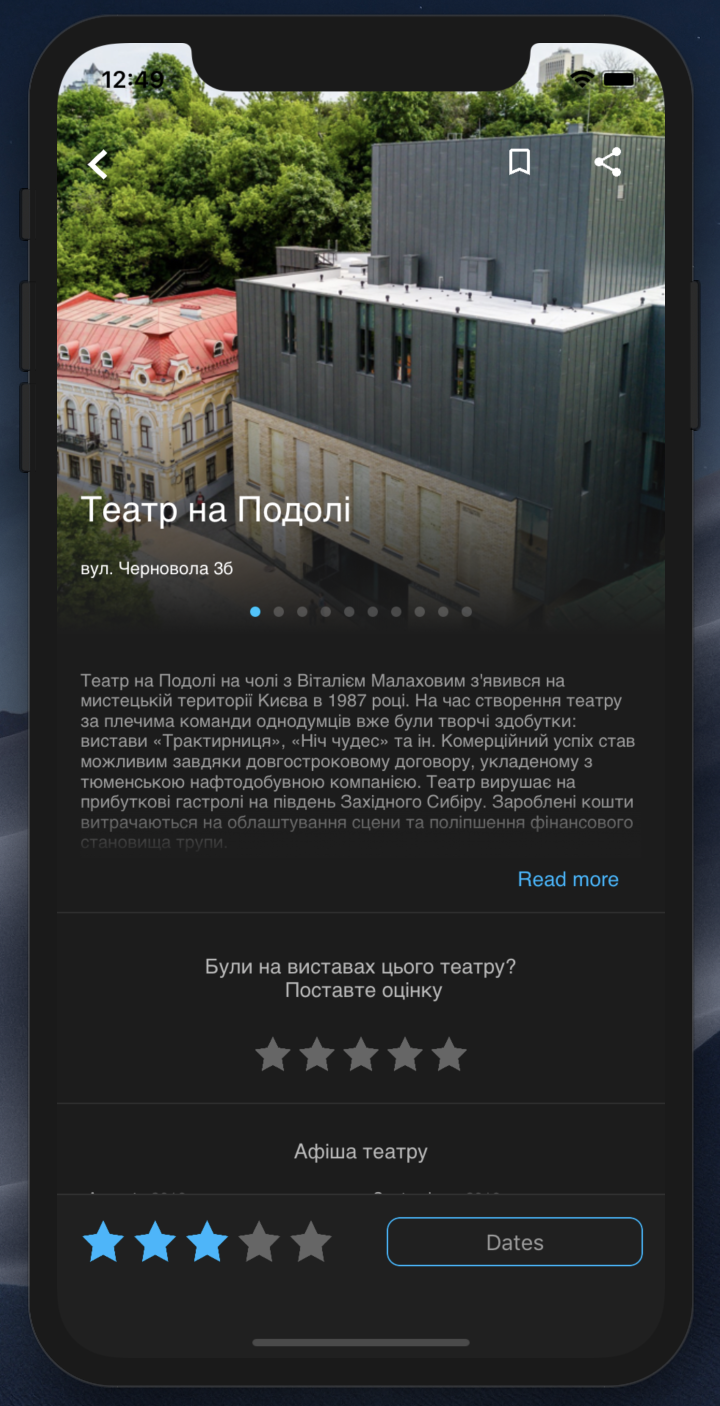 12:49
Театр на Подолі
вул. Черновола 3б
Театр на Подолі на чолі з Віталієм Малаховим з'явився на
мистецькій території Києва в 1987 році. На час створення театру
за плечима команди однодумців вже були творчі здобутки:
вистави «Трактирниця», «Ніч чудес» та ін. Комерційний успіх став
можливим завдяки довгостроковому договору, укладеному з
тюменською нафтодобувною компанією. Театр вирушає на
прибуткові гастролі на південь Західного Сибіру. Зароблені кошти
витрачаються на облаштування сцени та поліпшення фінансового
становища трупи.
Read more
Були на виставах цього театру?
Поставте оцінку
Афіша театру
Dates